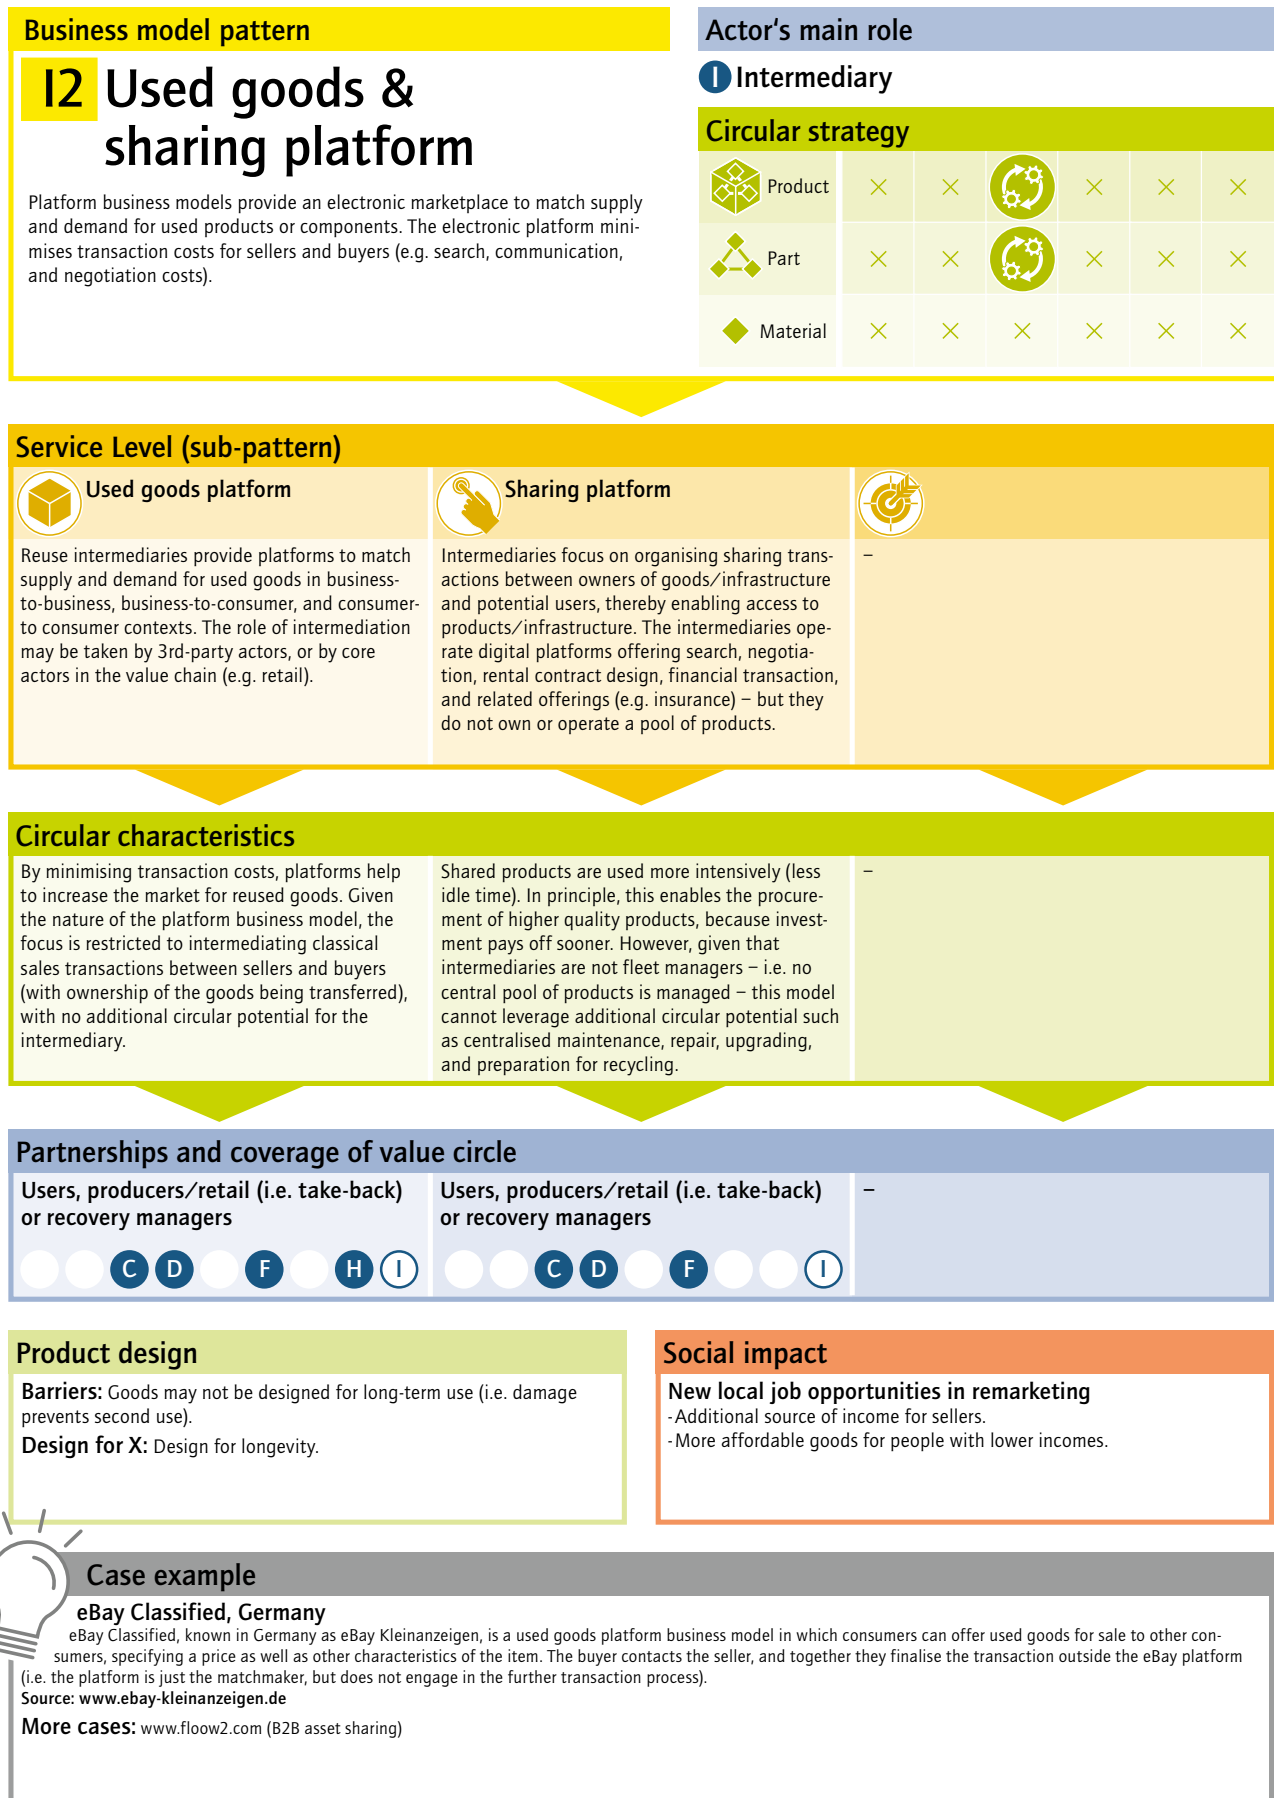 Business model pattern
I2 Used goods &
sharing platform
Platform business models provide an electronic marketplace to match supply
and demand for used products or components. The electronic platform mini-
mises transaction costs for sellers and buyers (e.g. search, communication,
and negotiation costs).
Actor‘s main role
I Intermediary
Circular strategy
Product
Part
Material
Service Level (sub-pattern)
Used goods platform
Reuse intermediaries provide platforms to match
supply and demand for used goods in business-
to-business, business-to-consumer, and consumer-
to consumer contexts. The role of intermediation
may be taken by 3rd-party actors, or by core
actors in the value chain (e.g. retail).
Sharing platform
Intermediaries focus on organising sharing trans-
actions between owners of goods/infrastructure
and potential users, thereby enabling access to
products/infrastructure. The intermediaries ope-
rate digital platforms offering search, negotia-
tion, rental contract design, financial transaction,
and related offerings (e.g. insurance) – but they
do not own or operate a pool of products.
–
Circular characteristics
By minimising transaction costs, platforms help
to increase the market for reused goods. Given
the nature of the platform business model, the
focus is restricted to intermediating classical
sales transactions between sellers and buyers
(with ownership of the goods being transferred),
with no additional circular potential for the
intermediary.
Shared products are used more intensively (less
idle time). In principle, this enables the procure-
ment of higher quality products, because invest-
ment pays off sooner. However, given that
intermediaries are not fleet managers – i.e. no
central pool of products is managed – this model
cannot leverage additional circular potential such
as centralised maintenance, repair, upgrading,
and preparation for recycling.
–
Partnerships and coverage of value circle
Users, producers/retail (i.e. take-back)
or recovery managers
C D F H I
Users, producers/retail (i.e. take-back)
or recovery managers
C D F I
–
Product design
Barriers: Goods may not be designed for long-term use (i.e. damage
prevents second use).
Design for X: Design for longevity.
Social impact
New local job opportunities in remarketing
- Additional source of income for sellers.
- More affordable goods for people with lower incomes.
Case example
eBay Classified, Germany
eBay Classified, known in Germany as eBay Kleinanzeigen, is a used goods platform business model in which consumers can offer used goods for sale to other con-
sumers, specifying a price as well as other characteristics of the item. The buyer contacts the seller, and together they finalise the transaction outside the eBay platform
(i.e. the platform is just the matchmaker, but does not engage in the further transaction process).
Source: www.ebay-kleinanzeigen.de
More cases: www.floow2.com (B2B asset sharing)